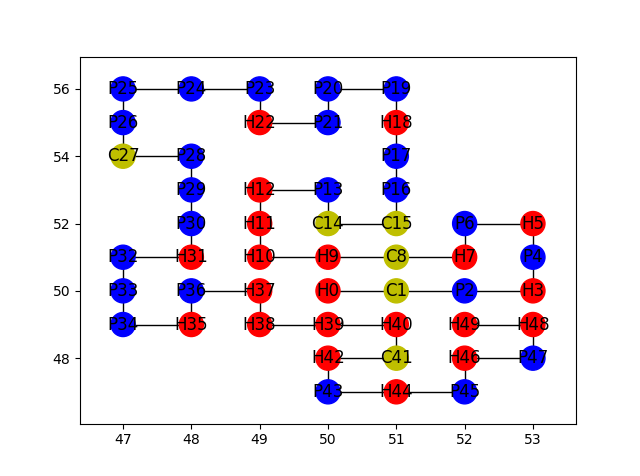 56 P25 P24 P23 P20 P19
P26 H22 P21 H18
54 C27 P28 P17
P29 H12 P13 P16
52 P30 H11 C14 C15 P6 H5
P32 H31 H10 H9 C8 H7 P4
50 P33 P36 H37 H0 C1 P2 H3
P34 H35 H38 H39 H40 H49 H48
48 H42 C41 H46 P47
P43 H44 P45
47 48 49 50 51 52 53